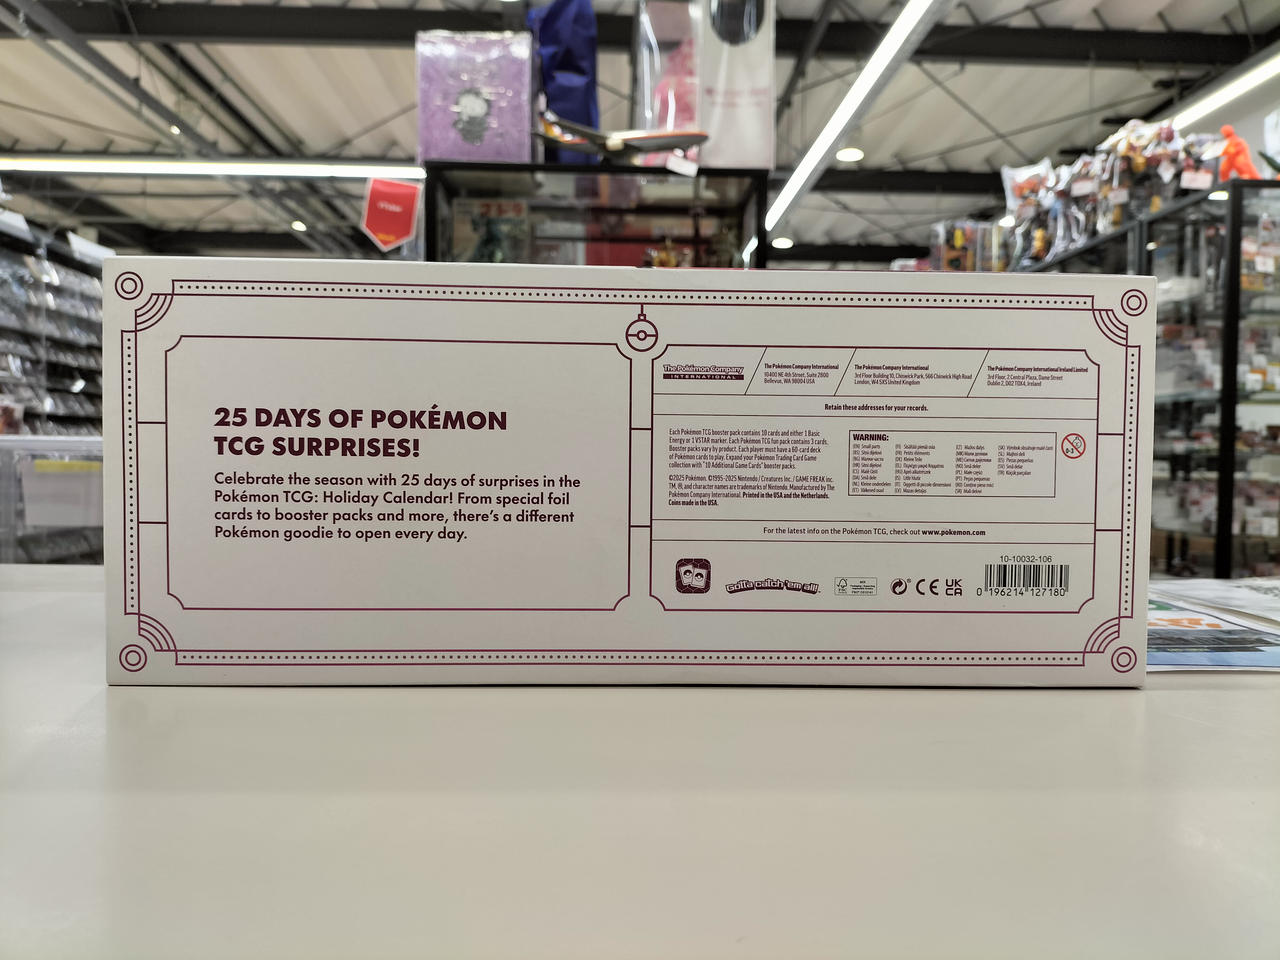 25 DAYS OF POKÉMON
TCG SURPRISES!
Celebrate the season with 25 days of surprises in the
Pokémon TCG: Holiday Calendar! From special foil
cards to booster packs and more, there's a different
Pokémon goodie to open every day.
The Pokémon Company
INTERNATIONAL
The Pokémon Company International
10400 NE 4th Street, Suite 2800
Bellevue, WA 98004 USA
The Pokémon Company International
3rd Floor Building 10, Chiswick Park, 566 Chiswick High Road
London, W4 5XS United Kingdom
The Pokémon Company International Ireland Limited
3rd Floor, 2 Central Plaza, Dame Street
Dublin 2, D02 T0X4, Ireland
Retain these addresses for your records.
Each Pokémon TCG booster pack contains 10 cards and either 1 Basic
Energy or 1 VSTAR marker. Each Pokémon TCG fun pack contains 3 cards.
Booster packs vary by product. Each player must have a 60-card deck
of Pokémon cards to play. Expand your Pokémon Trading Card Game
collection with "10 Additional Game Cards" booster packs.
©2025 Pokémon. ©1995–2025 Nintendo / Creatures Inc. / GAME FREAK inc.
TM, ®, and character names are trademarks of Nintendo. Manufactured by The
Pokémon Company International. Printed in the USA and the Netherlands.
Coins made in the USA.
WARNING:
(EN) Small parts
0-3
For the latest info on the Pokémon TCG, check out www.pokemon.com
Gotta catch 'em all!
CE
UK
CA
10-10032-106
0 196214 127180